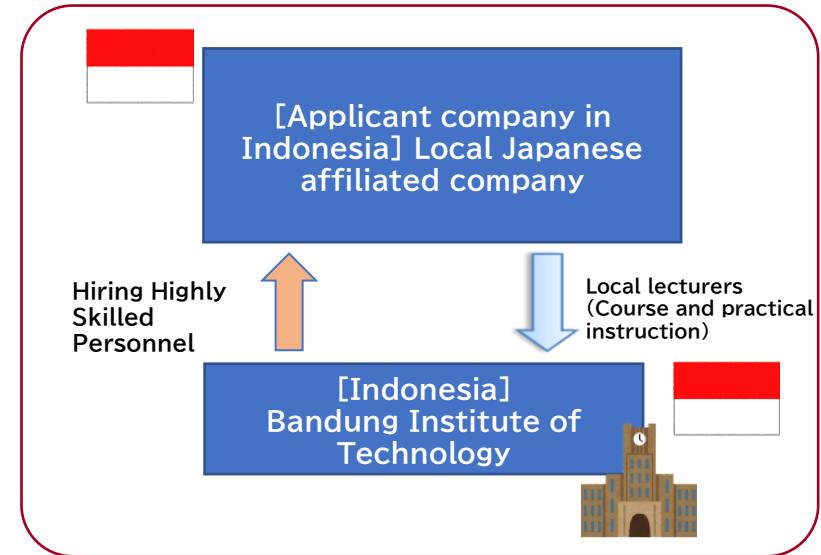 [Applicant company in
Indonesia] Local Japanese
affiliated company
Hiring Highly
Skilled
Personnel
Local lecturers
(Course and practical
instruction)
[Indonesia]
Bandung Institute of
Technology